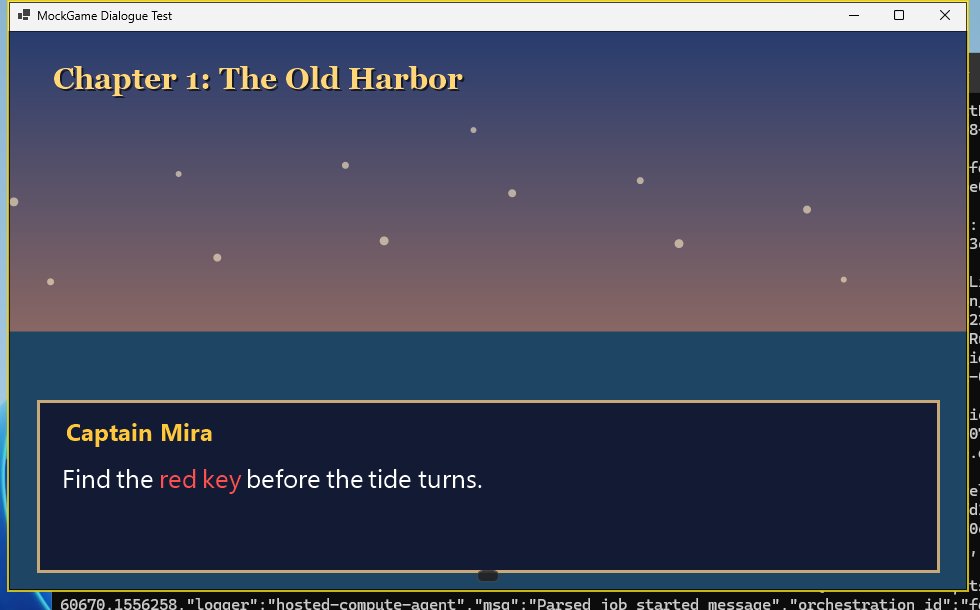 MockGame Dialogue Test
Chapter 1: The Old Harbor
Captain Mira
Find the red key before the tide turns.
60670.1556258,"logger":"hosted-compute-agent","msg":"Parsed job started message","orchestration_id":"f